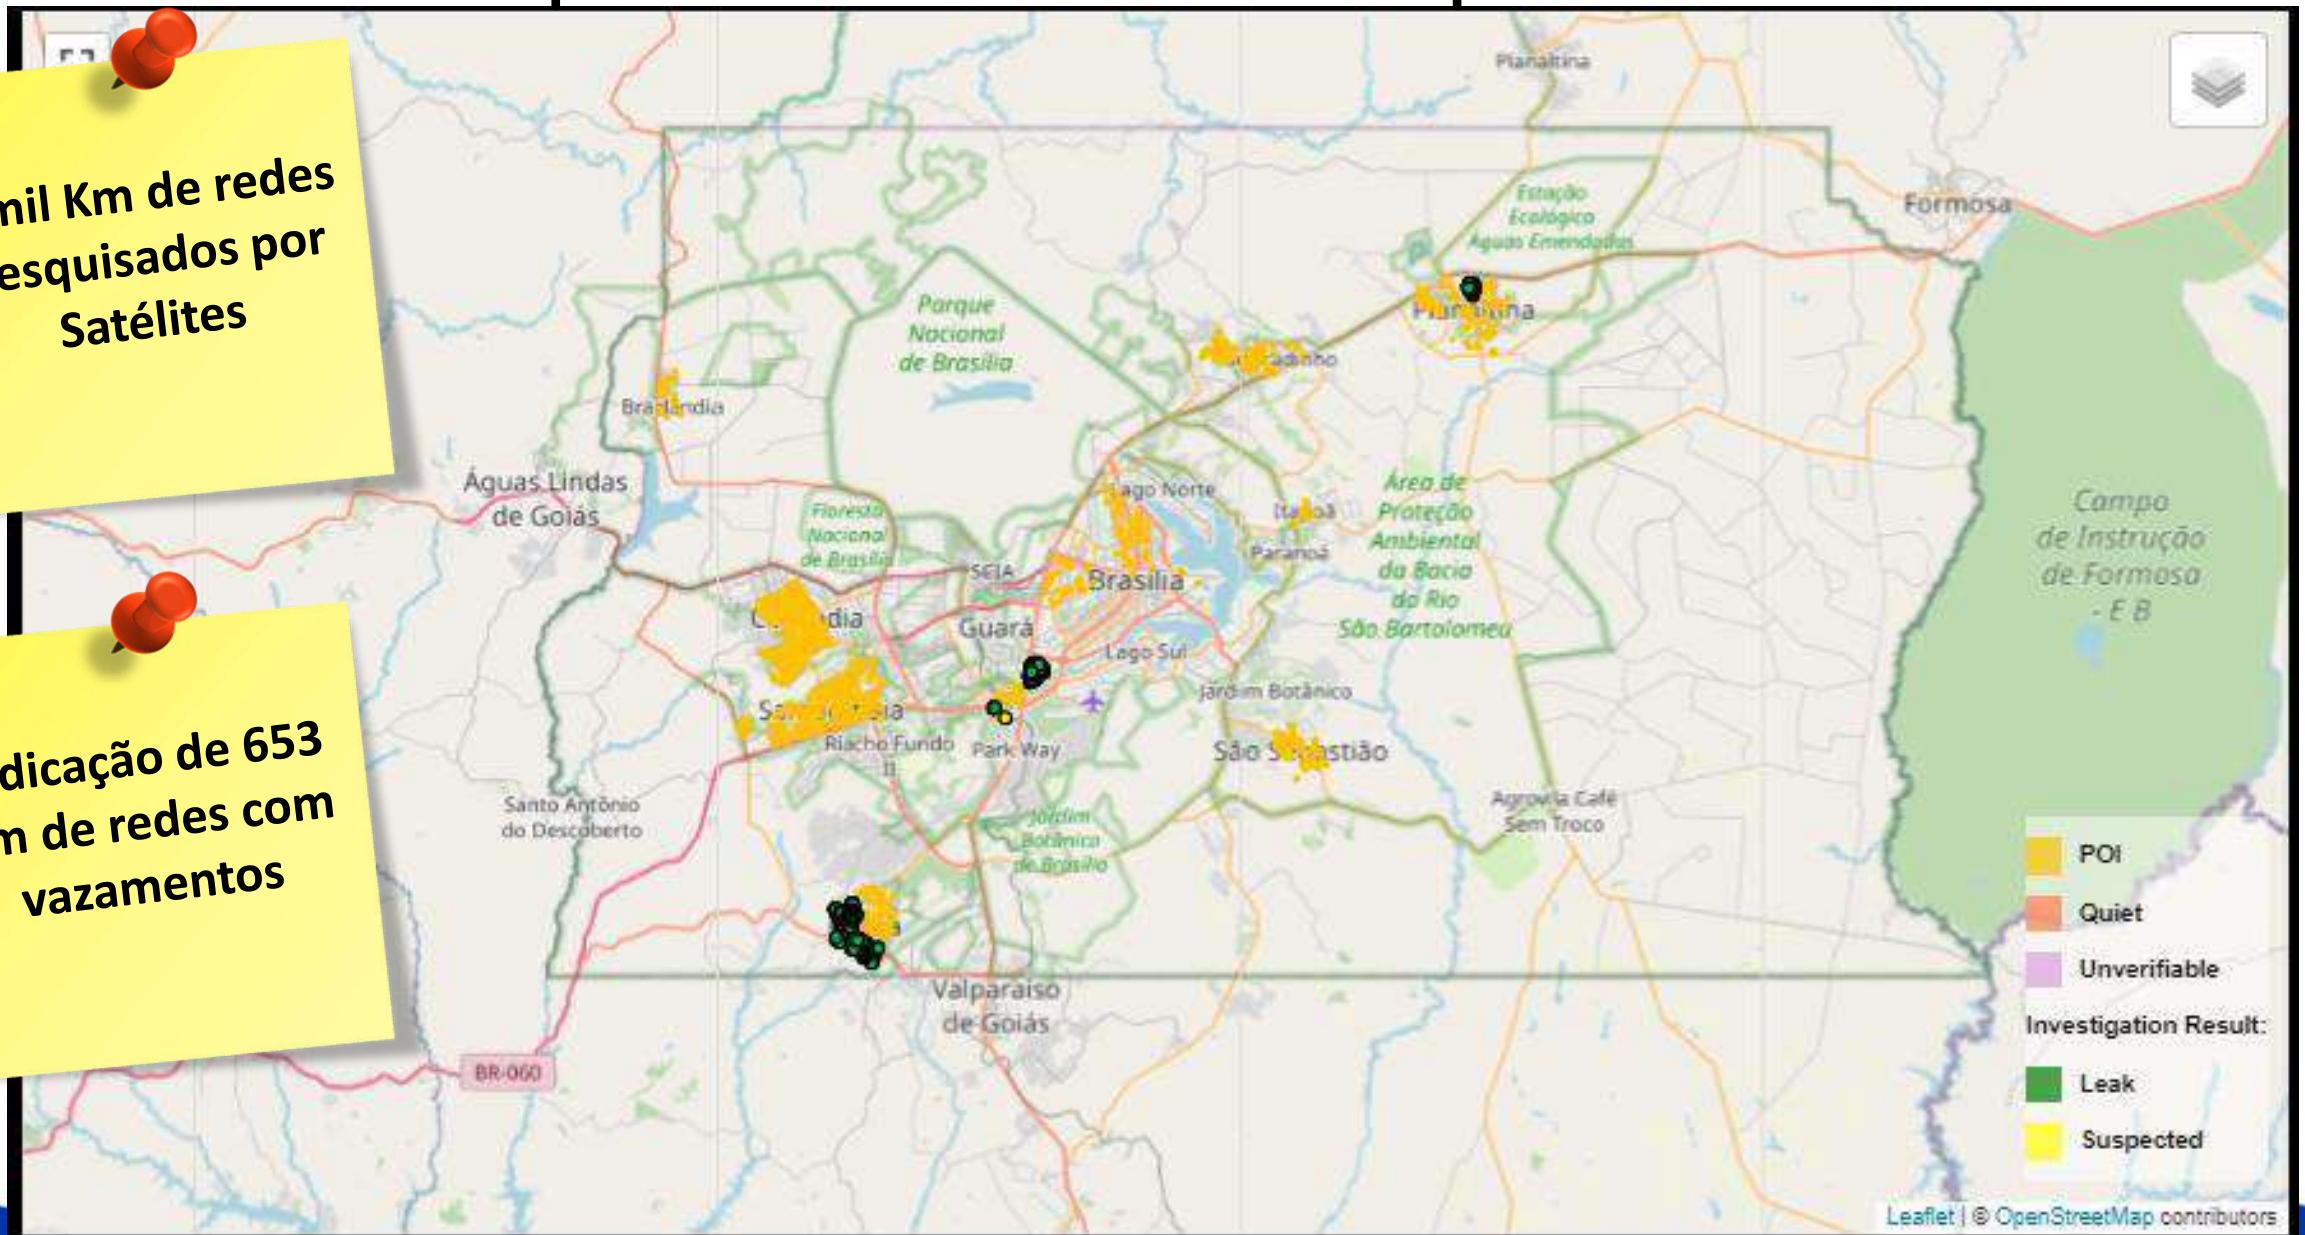 mil Km de redes
esquisados por
Satélites
dicação de 653
m de redes com
vazamentos
Planaltina
Formosa
Estação
Ecológica
Águas Emendadas
Parque
Nacional
de Brasília
Águas Lindas
de Goiás
Floresta
Nacional
de Brasília
ago Norte
Paranoá
Área de
Proteção
Ambiental
da Bacia
do Rio
São Bartolomeu
Campo
de Instrução
de Formosa
- E B
SCIA
Brasília
Guará
Lago Sul
Jardim Botânico
Riacho Fundo
II
Park Way
Santo Antônio
do Descoberto
Agrovila Café
Sem Troco
Jardim
Botânico
de Brasília
Valparaíso
de Goiás
BR-060
POI
Quiet
Unverifiable
Investigation Result:
Leak
Suspected
Leaflet | © OpenStreetMap contributors